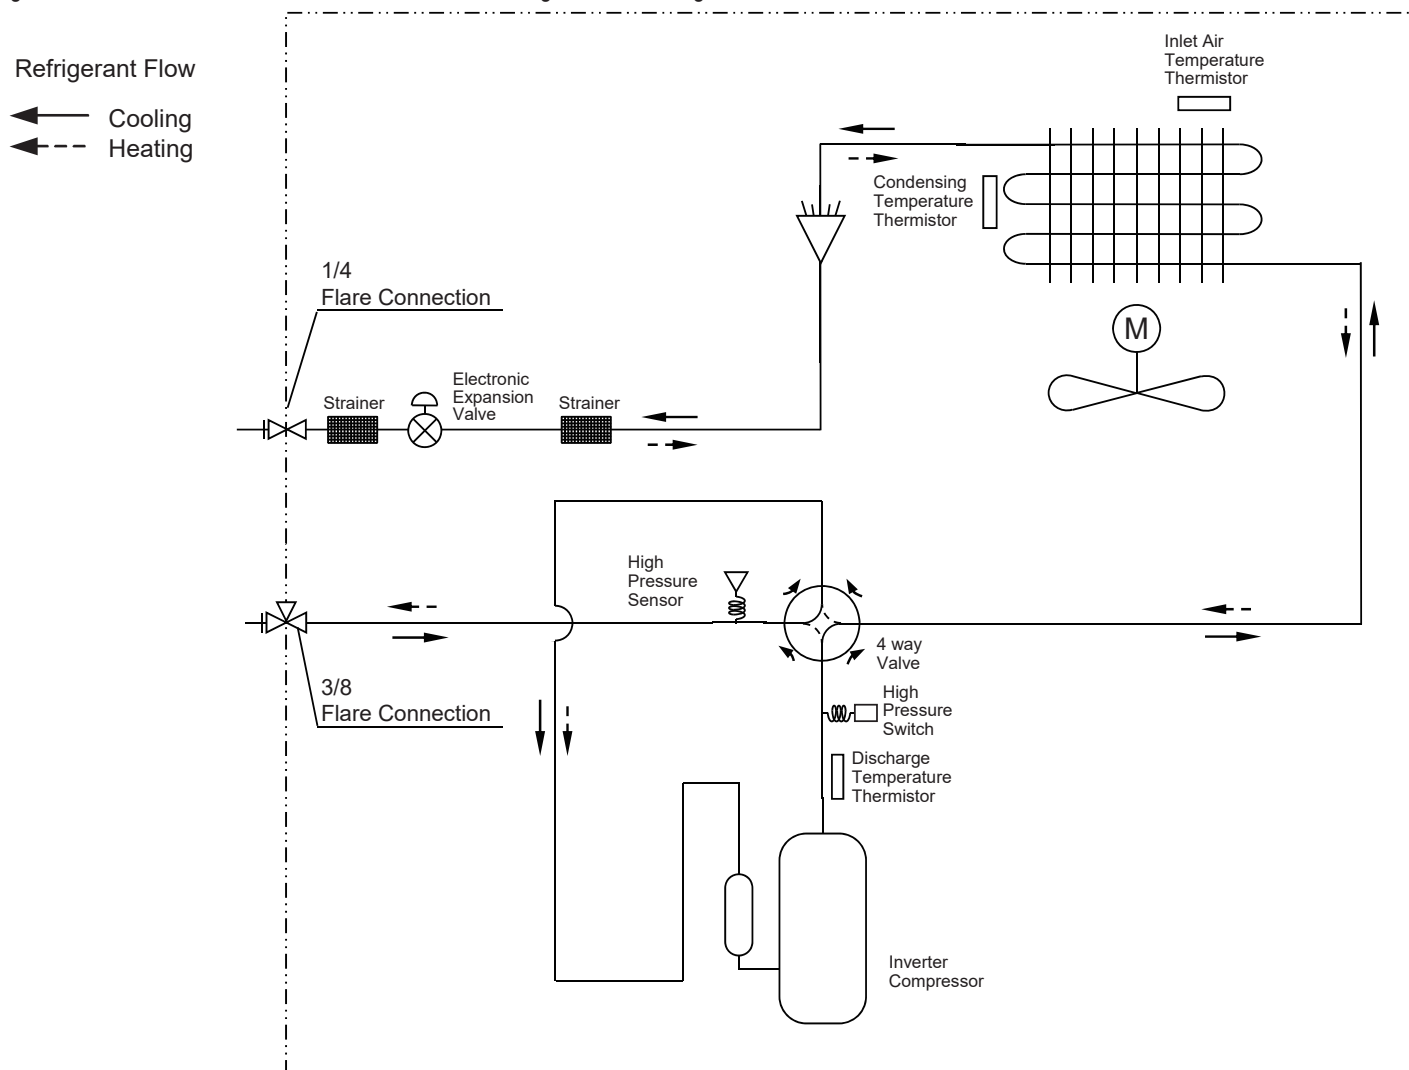 Refrigerant Flow
Cooling
Heating
Inlet Air
Temperature
Thermistor
Condensing
Temperature
Thermistor
M
1/4
Flare Connection
Strainer
Electronic
Expansion
Valve
Strainer
High
Pressure
Sensor
4 way
Valve
3/8
Flare Connection
High
Pressure
Switch
Discharge
Temperature
Thermistor
Inverter
Compressor